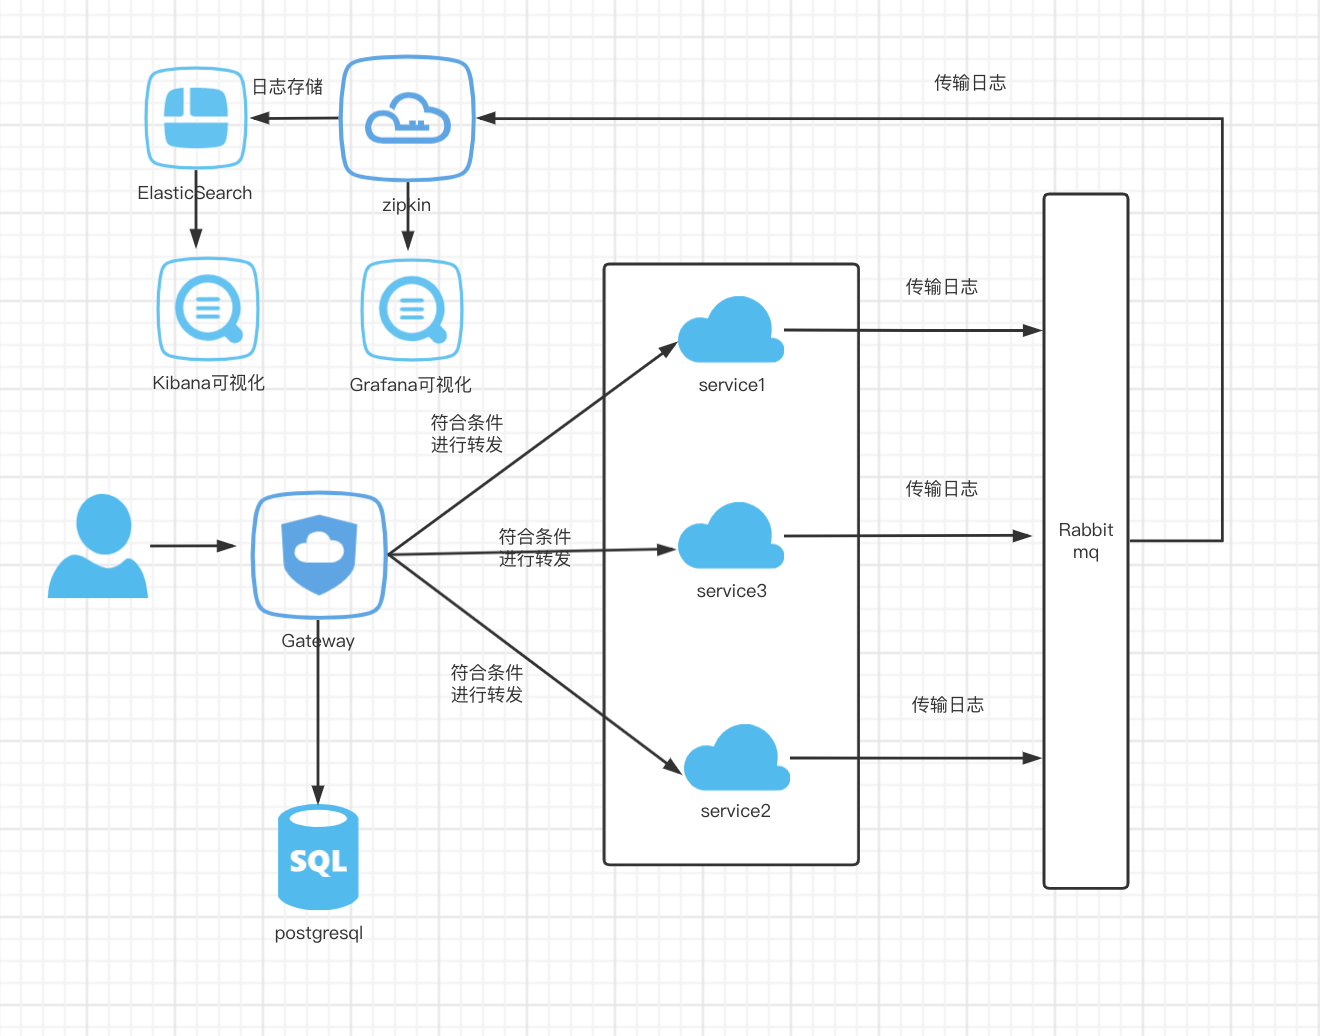 日志存储
传输日志
ElasticSearch
zipkin
传输日志
Kibana可视化
Grafana可视化
service1
符合条件
进行转发
传输日志
符合条件
进行转发
Rabbit
mq
service3
Gateway
符合条件
进行转发
传输日志
service2
SQL
postgresql